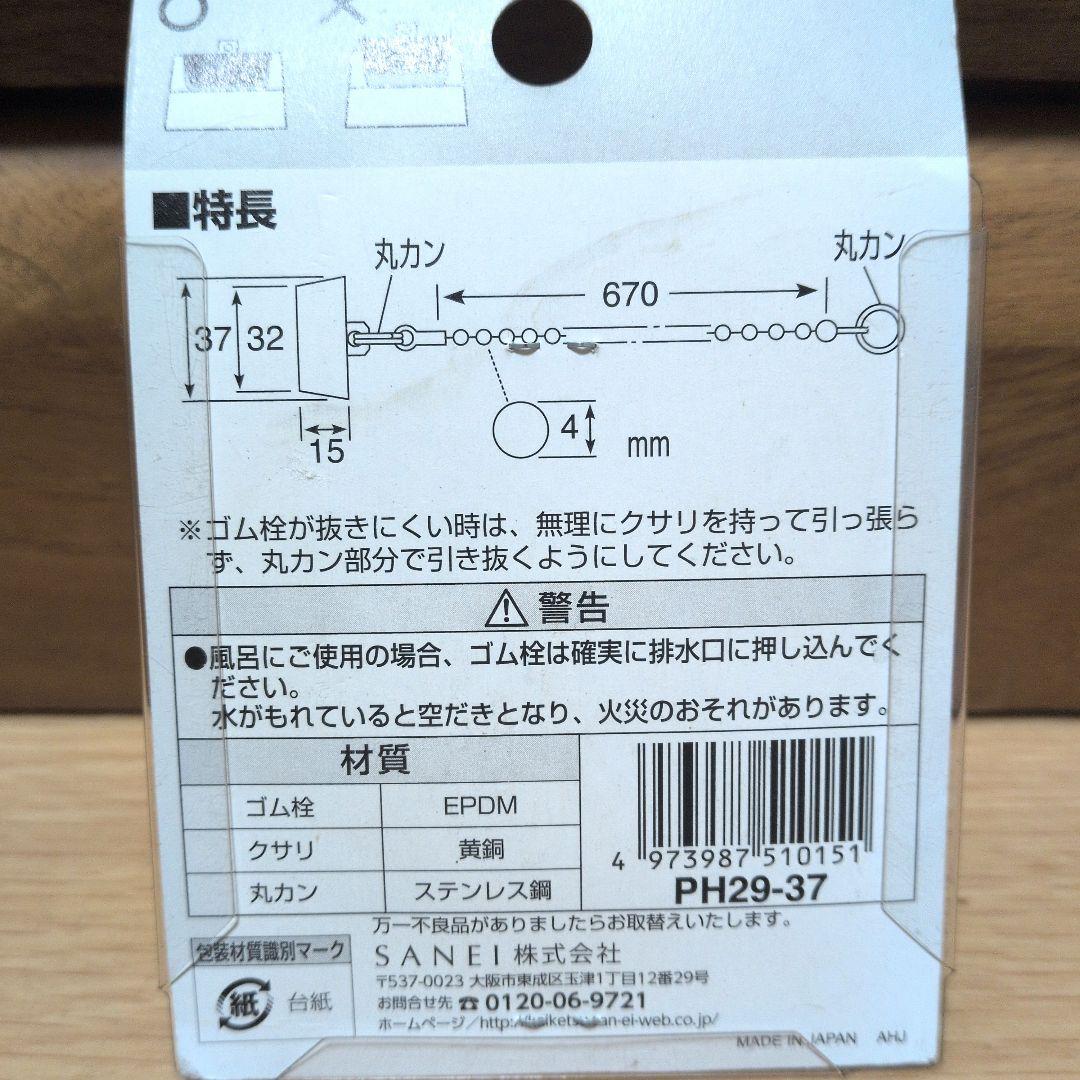 ■特長
丸カン
丸カン
670
37
32
15
4
mm
※ゴム栓が抜きにくい時は、無理にクサリを持って引っ張ら
ず、丸カン部分で引き抜くようにしてください。
警告
●風呂にご使用の場合、ゴム栓は確実に排水口に押し込んでく
ださい。
水がもれていると空だきとなり、火災のおそれがあります。
材質
ゴム栓 EPDM
クサリ 黄銅
丸カン ステンレス鋼
4 973987 510151
PH29-37
万一不良品がありましたらお取替えいたします。
包装材質識別マーク
紙 台紙
SANEI 株式会社
〒537-0023 大阪市東成区玉津1丁目12番29号
お問合せ先 ☎ 0120-06-9721
ホームページ/http://kaiketsu.san-ei-web.co.jp/
MADE IN JAPAN AHJ